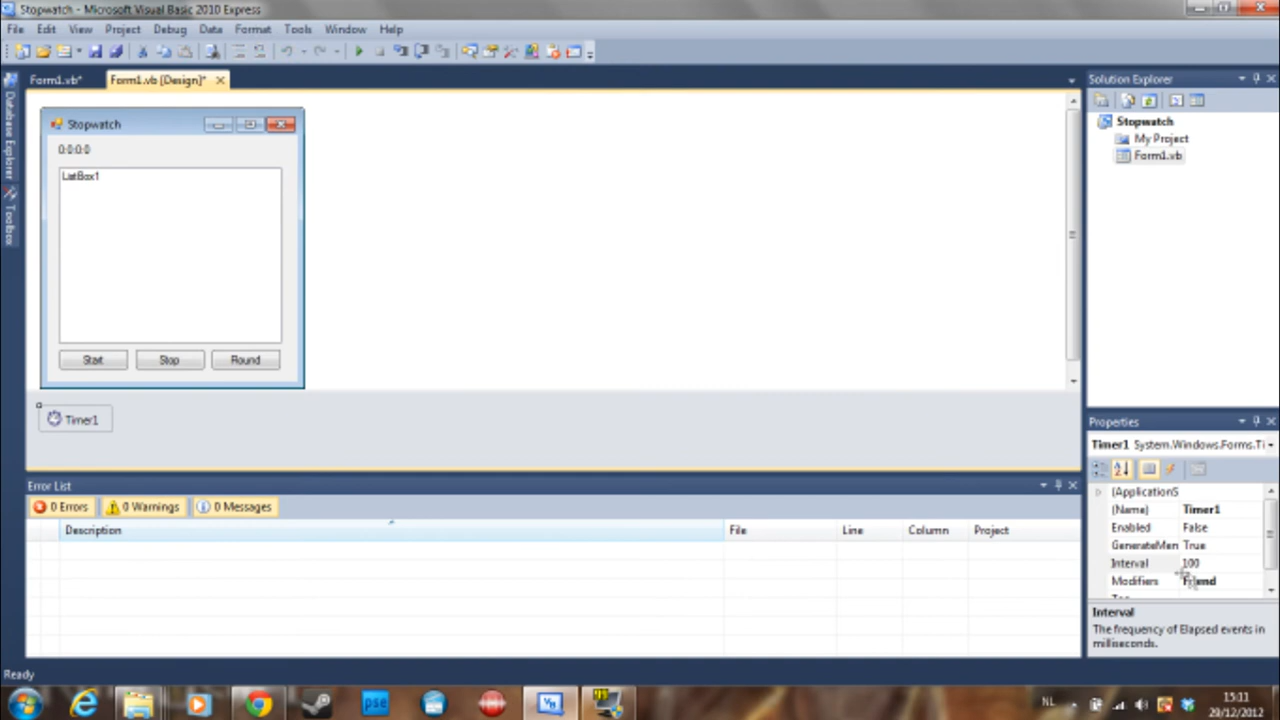 Stopwatch - Microsoft Visual Basic 2010 Express
File Edit View Project Debug Data Format Tools Window Help
Form1.vb* Form1.vb [Design]*
Solution Explorer
Stopwatch
My Project
Form1.vb
Database Explorer
Toolbox
Stopwatch
0:0:0:0
ListBox1
Start Stop Round
Timer1
Properties
Timer1 System.Windows.Forms.Ti
(ApplicationS
(Name) Timer1
Enabled False
GenerateMen True
Interval 100
Modifiers Friend
Interval
The frequency of Elapsed events in
milliseconds.
Error List
0 Errors 0 Warnings 0 Messages
Description File Line Column Project
Ready
pse
NL
15:11
29/12/2012